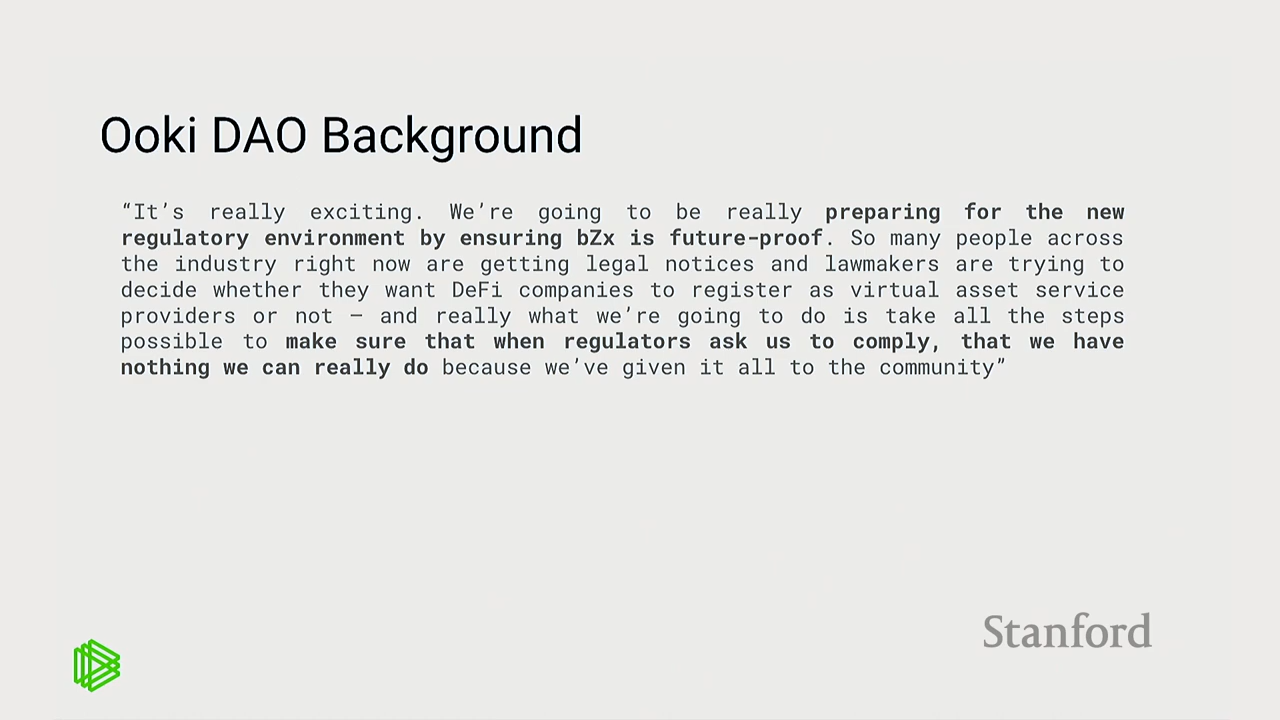 Ooki DAO Background
“It’s really exciting. We’re going to be really preparing for the new
regulatory environment by ensuring bZx is future-proof. So many people across
the industry right now are getting legal notices and lawmakers are trying to
decide whether they want DeFi companies to register as virtual asset service
providers or not — and really what we’re going to do is take all the steps
possible to make sure that when regulators ask us to comply, that we have
nothing we can really do because we’ve given it all to the community”
Stanford